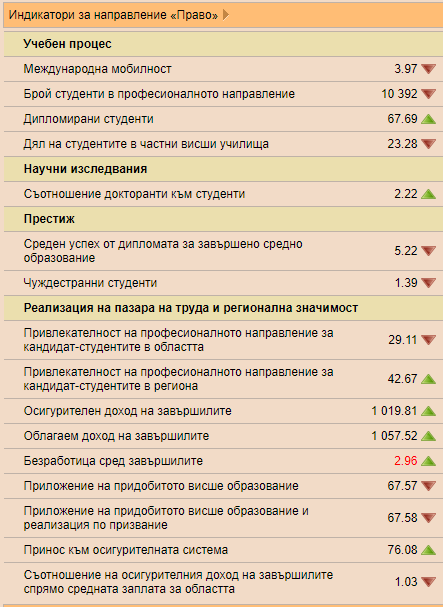 Индикатори за направление «Право»
Учебен процес
Международна мобилност 3.97
Брой студенти в професионалното направление 10 392
Дипломирани студенти 67.69
Дял на студентите в частни висши училища 23.28
Научни изследвания
Съотношение докторанти към студенти 2.22
Престиж
Среден успех от дипломата за завършено средно
образование 5.22
Чуждестранни студенти 1.39
Реализация на пазара на труда и регионална значимост
Привлекателност на професионалното направление за
кандидат-студентите в областта 29.11
Привлекателност на професионалното направление за
кандидат-студентите в региона 42.67
Осигурителен доход на завършилите 1 019.81
Облагаем доход на завършилите 1 057.52
Безработица сред завършилите 2.96
Приложение на придобитото висше образование 67.57
Приложение на придобитото висше образование и
реализация по призвание 67.58
Принос към осигурителната система 76.08
Съотношение на осигурителния доход на завършилите
спрямо средната заплата за областта 1.03